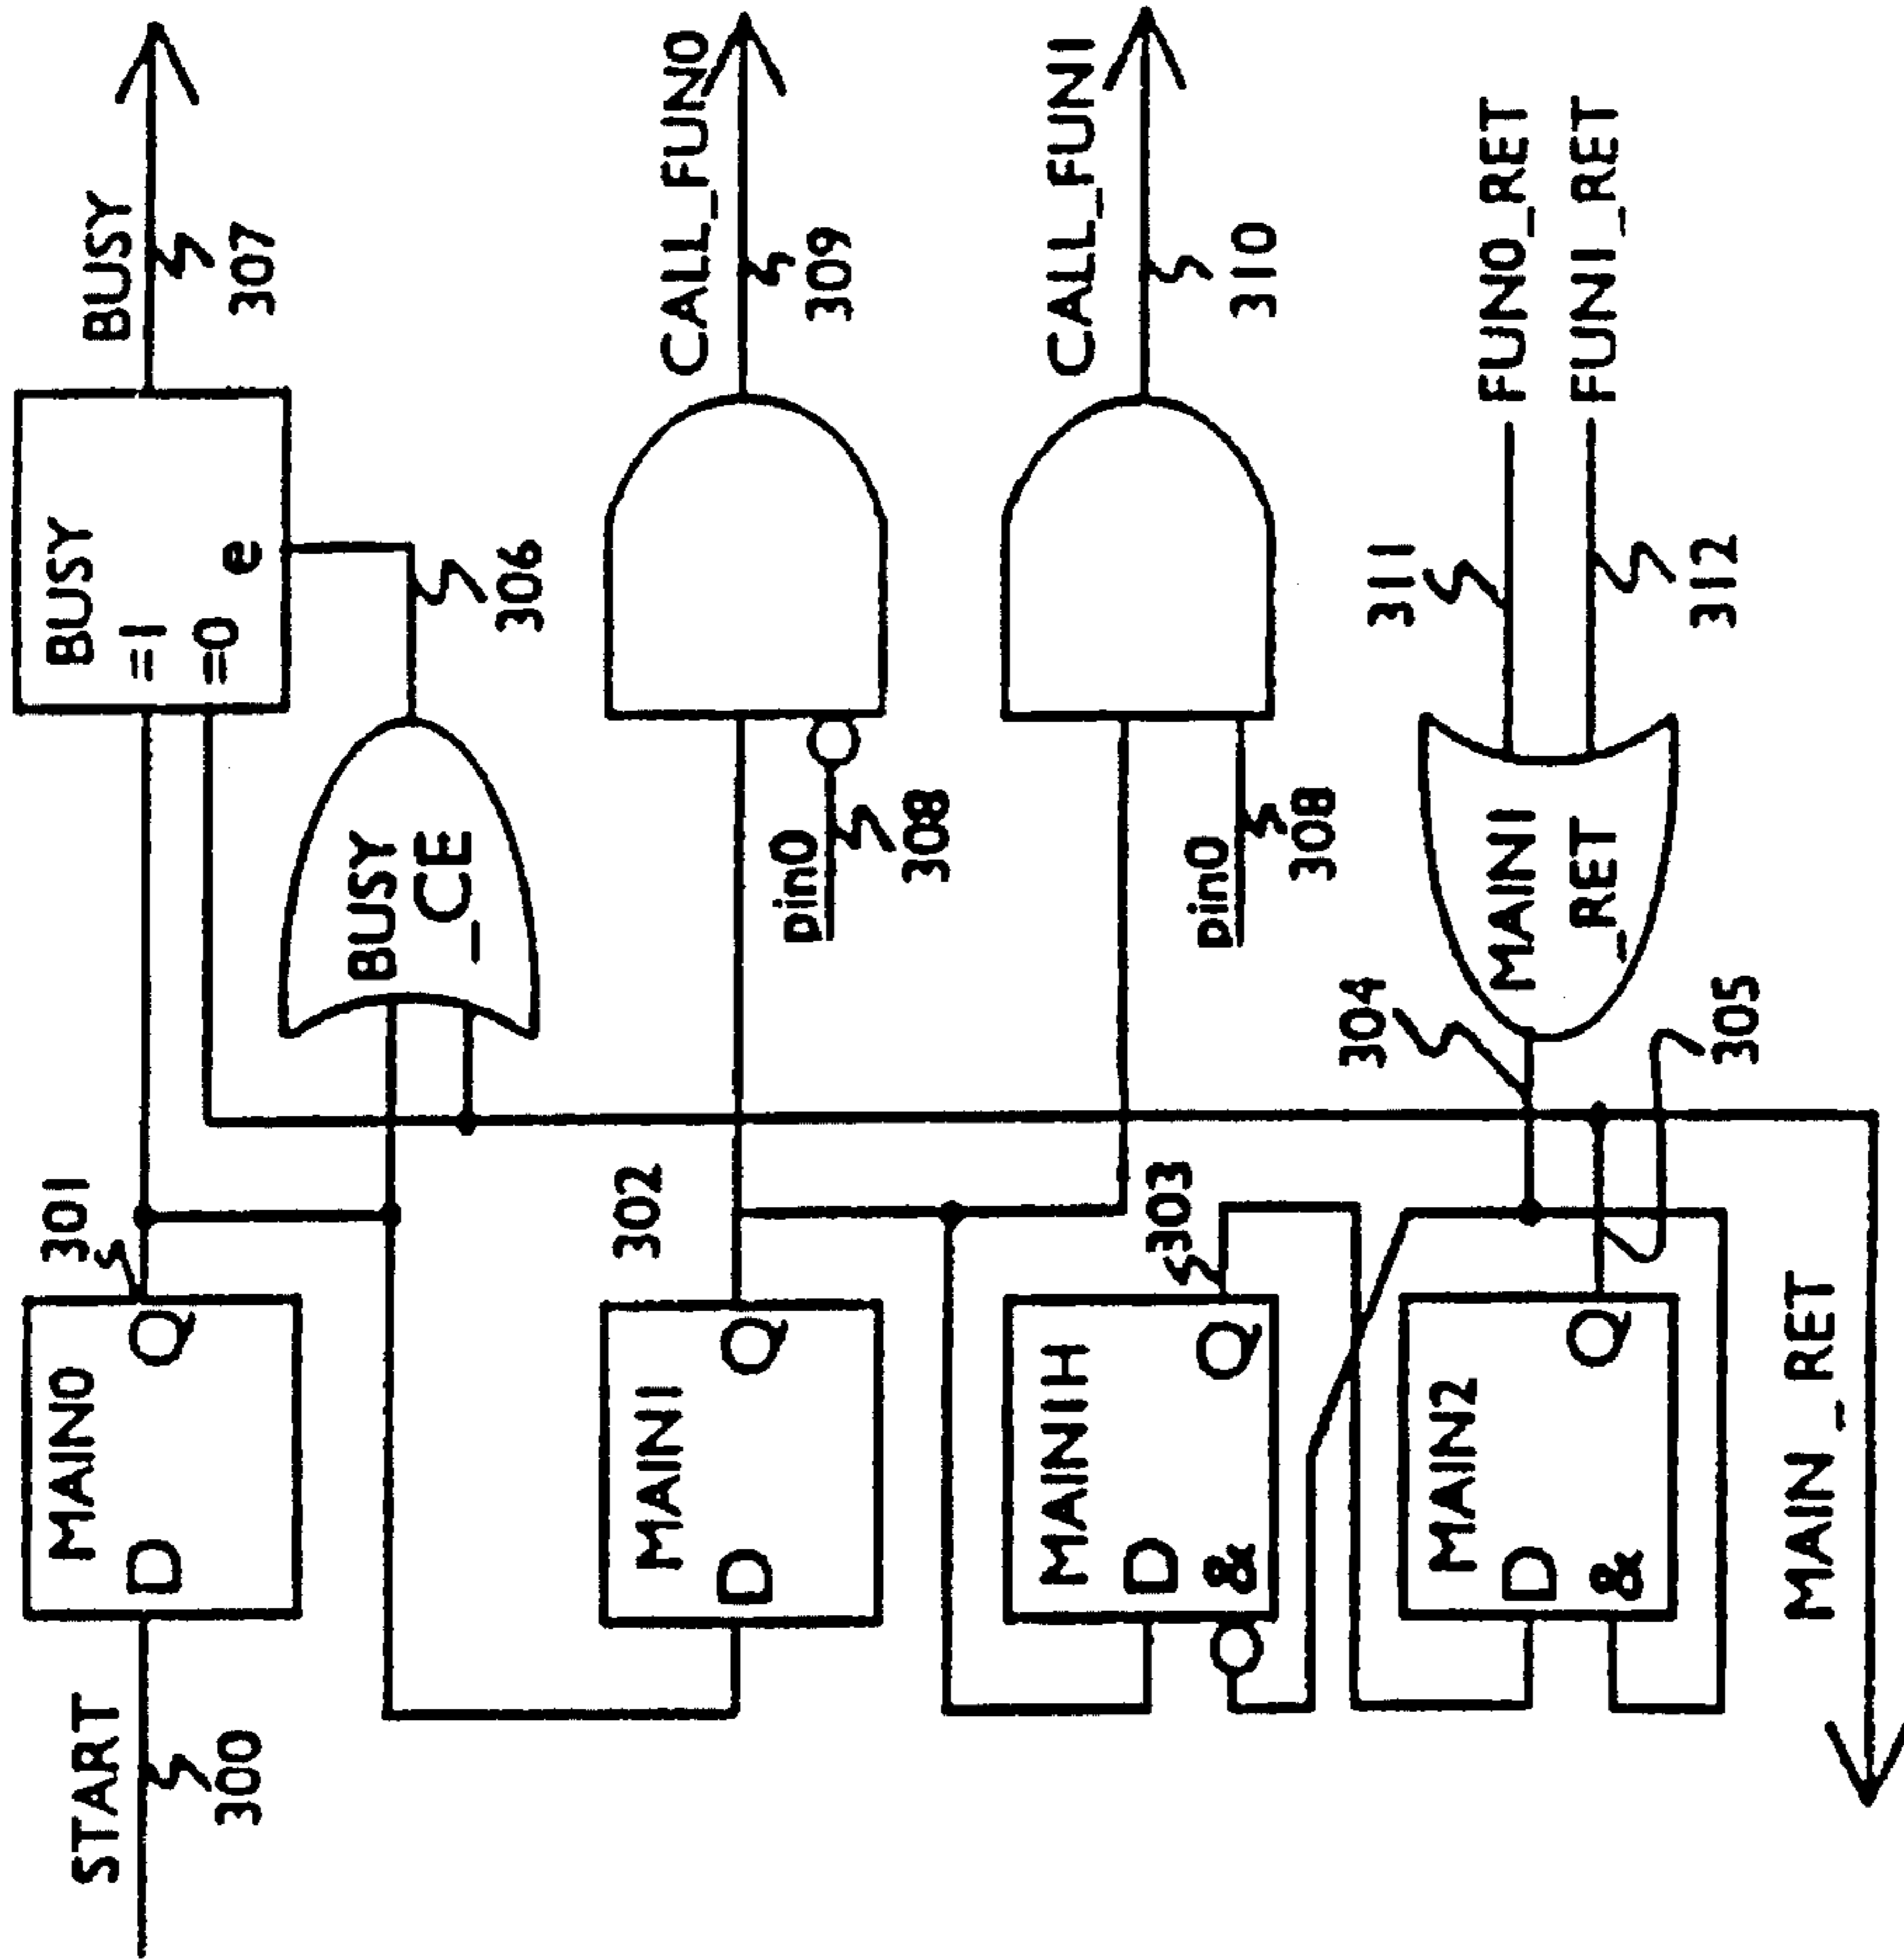 START
300
MAIN0
D
Q
301
BUSY
=1
=0
e
BUSY
307
BUSY
_CE
306
MAIN1
D
Q
302
pin0
308
CALL_FUN0
309
MAIN1H
D
&
Q
303
pin0
308
CALL_FUN1
310
MAIN2
D
&
Q
304
MAIN1
_RET
305
311
312
FUN0_RET
FUN1_RET
MAIN_RET